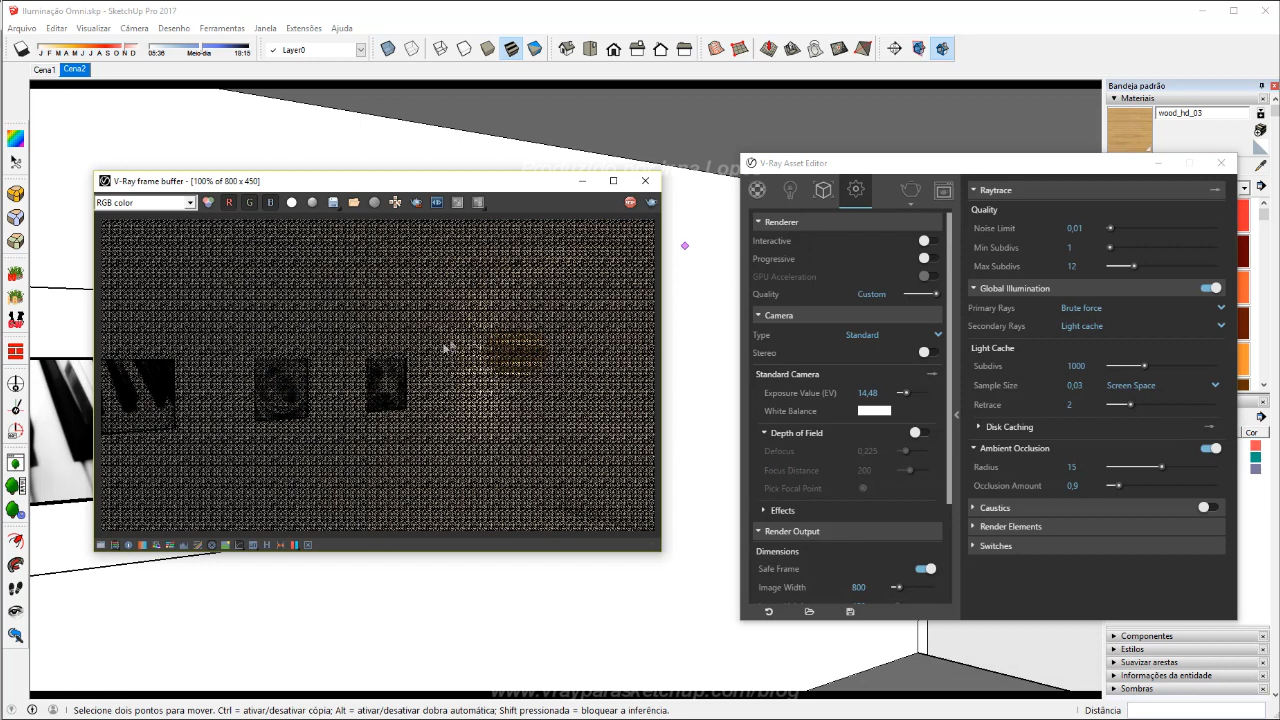 Iluminação Omni.skp - SketchUp Pro 2017
Arquivo Editar Visualizar Câmera Desenho Ferramentas Janela Extensões Ajuda
J F M A M J J A S O N D 05:36 Meio-dia 18:15 Layer0
Cena1 Cena2
Bandeja padrão
Materiais
wood_hd_03
V-Ray frame buffer - [100% of 800 x 450]
RGB color R G B
V-Ray Asset Editor
Renderer
Interactive
Progressive
GPU Acceleration
Quality Custom
Camera
Type Standard
Stereo
Standard Camera
Exposure Value (EV) 14,48
White Balance
Depth of Field
Defocus 0,225
Focus Distance 200
Pick Focal Point
Effects
Render Output
Dimensions
Safe Frame
Image Width 800
Raytrace
Quality
Noise Limit 0,01
Min Subdivs 1
Max Subdivs 12
Global Illumination
Primary Rays Brute force
Secondary Rays Light cache
Light Cache
Subdivs 1000
Sample Size 0,03 Screen Space
Retrace 2
Disk Caching
Ambient Occlusion
Radius 15
Occlusion Amount 0,9
Caustics
Render Elements
Switches
Cor
Componentes
Estilos
Suavizar arestas
Informações da entidade
Sombras
www.vrayparasketchup.com/blog
Selecione dois pontos para mover. Ctrl = ativar/desativar cópia; Alt = ativar/desativar dobra automática; Shift pressionada = bloquear a inferência.
Distância